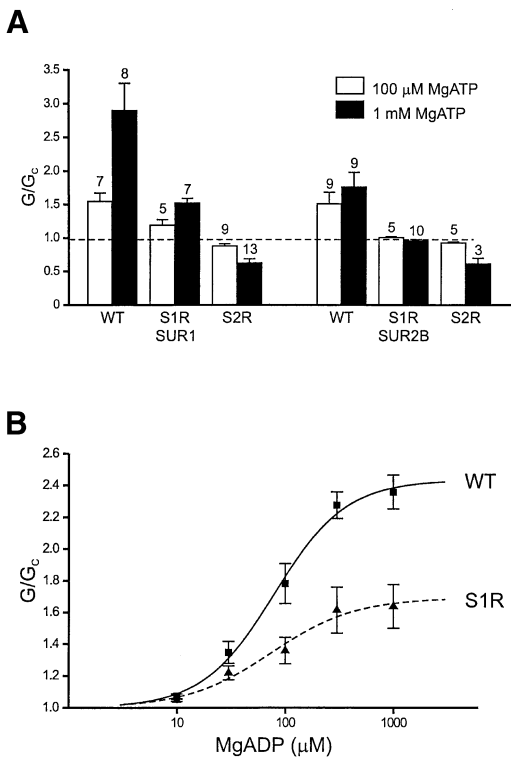 A
3.5
3.0
2.5
2.0
1.5
1.0
0.5
0
G/Gc
100 µM MgATP
1 mM MgATP
7 8 5 7 9 13 9 9 5 10 5 3
WT S1R S2R WT S1R S2R
SUR1 SUR2B
B
2.6
2.4
2.2
2.0
1.8
1.6
1.4
1.2
1.0
G/Gc
WT
S1R
10 100 1000
MgADP (µM)